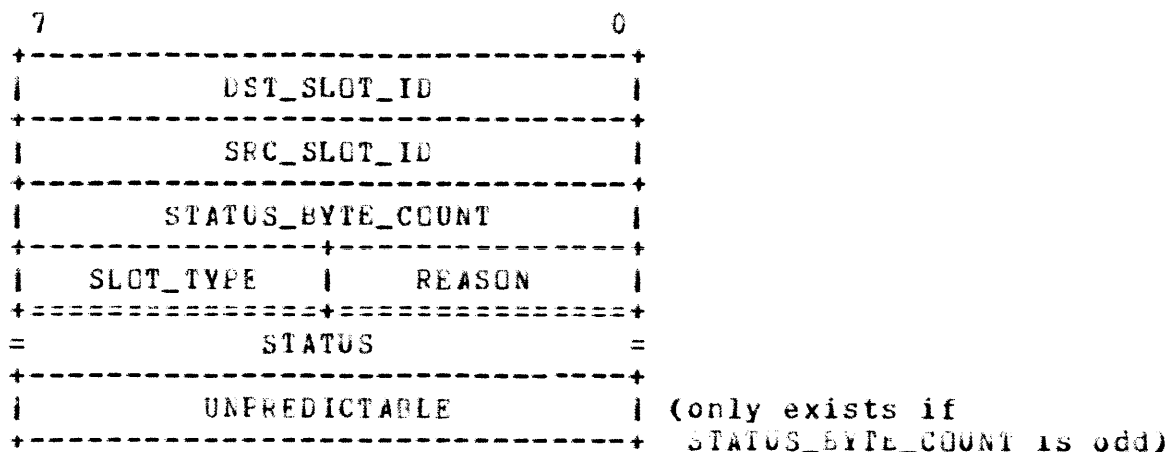 7 0
DST_SLOT_ID
SRC_SLOT_ID
STATUS_BYTE_COUNT
SLOT_TYPE | REASON
= STATUS =
UNPREDICTABLE | (only exists if
STATUS_BYTE_COUNT is odd)